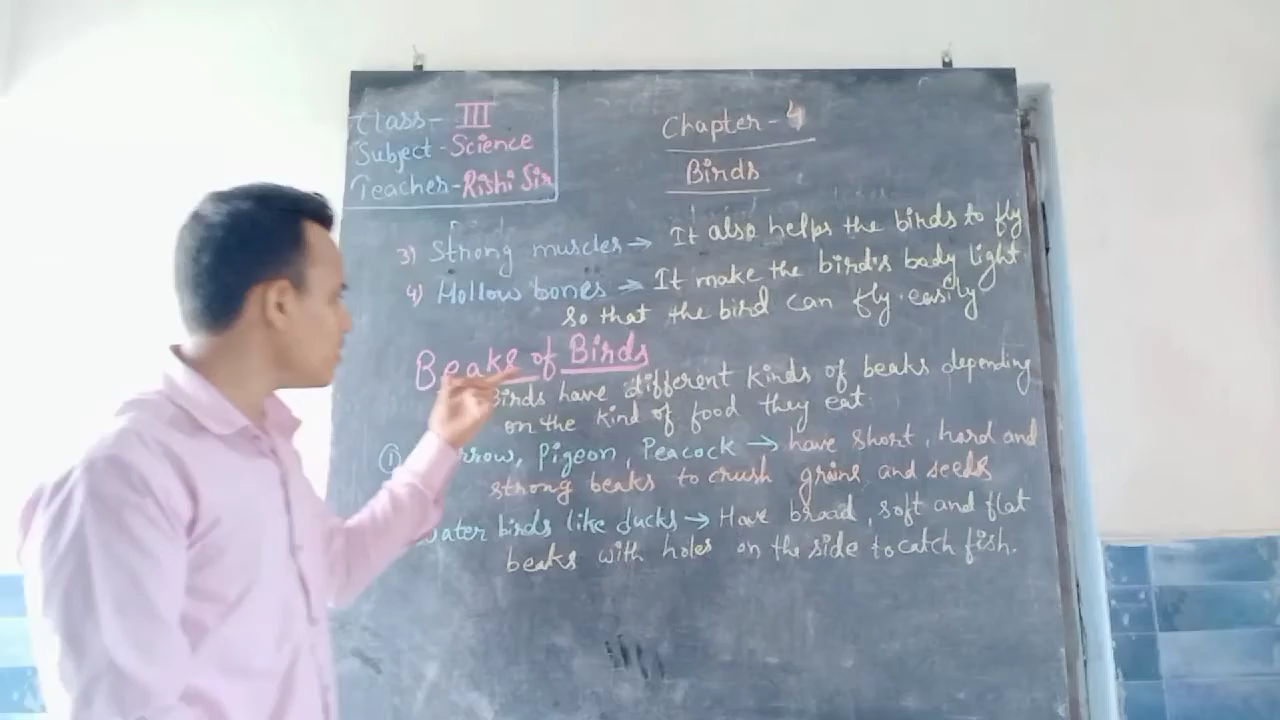 Class- III
Subject- Science
Teacher- Rishi Sir
Chapter - 4
Birds
3) Strong muscles → It also helps the birds to fly
4) Hollow bones → It make the bird's body light
so that the bird can fly easily
Beaks of Birds
Birds have different kinds of beaks depending
on the kind of food they eat
① rrow, Pigeon, Peacock → have short, hard and
strong beaks to crush grains and seeds
Water birds like ducks → Have broad, soft and flat
beaks with holes on the side to catch fish.